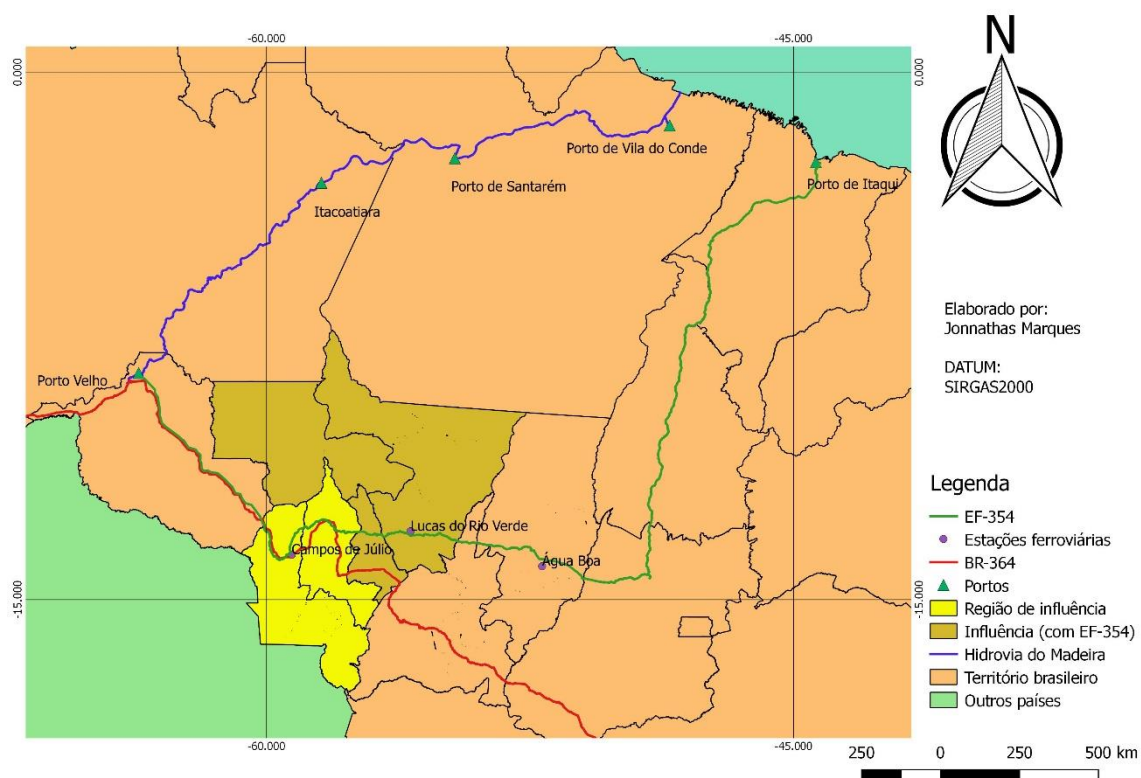 N
-60.000
-45.000
0.000
0.000
Porto de Vila do Conde
Porto de Santarém
Porto de Itaqui
Itacoatiara
Elaborado por:
Jonnathas Marques
DATUM:
SIRGAS2000
Porto Velho
Lucas do Rio Verde
Campos de Júlio
Água Boa
-15.000
-15.000
-60.000
-45.000
Legenda
EF-354
Estações ferroviárias
BR-364
Portos
Região de influência
Influência (com EF-354)
Hidrovia do Madeira
Território brasileiro
Outros países
250 0 250 500 km